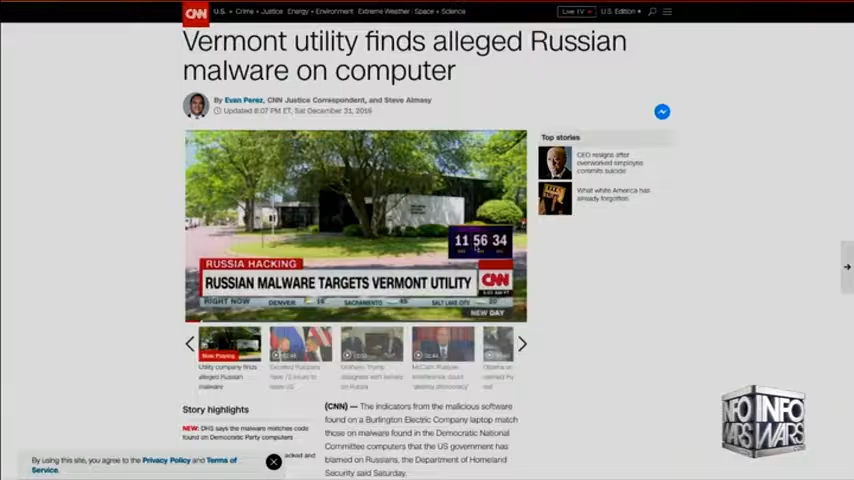 CNN U.S. + Crime + Justice Energy + Environment Extreme Weather Space + Science Live TV U.S. Edition
Vermont utility finds alleged Russian
malware on computer
By Evan Perez, CNN Justice Correspondent, and Steve Almasy
Updated 8:07 PM ET, Sat December 31, 2016
Top stories
CEO resigns after
overworked employee
commits suicide
What white America has
already forgotten
11 56 34
RUSSIA HACKING
RUSSIAN MALWARE TARGETS VERMONT UTILITY
CNN
RIGHT NOW DENVER 16 SACRAMENTO 45 SALT LAKE CITY 20
NEW DAY
Now Playing
Utility company finds
alleged Russian
malware
Story highlights
NEW: DHS says the malware matches code
found on Democratic Party computers
acked and
(CNN) — The indicators from the malicious software
found on a Burlington Electric Company laptop match
those on malware found in the Democratic National
Committee computers that the US government has
blamed on Russians, the Department of Homeland
Security said Saturday.
By using this site, you agree to the Privacy Policy and Terms of
Service.
INFO
WARS
INFO
WARS